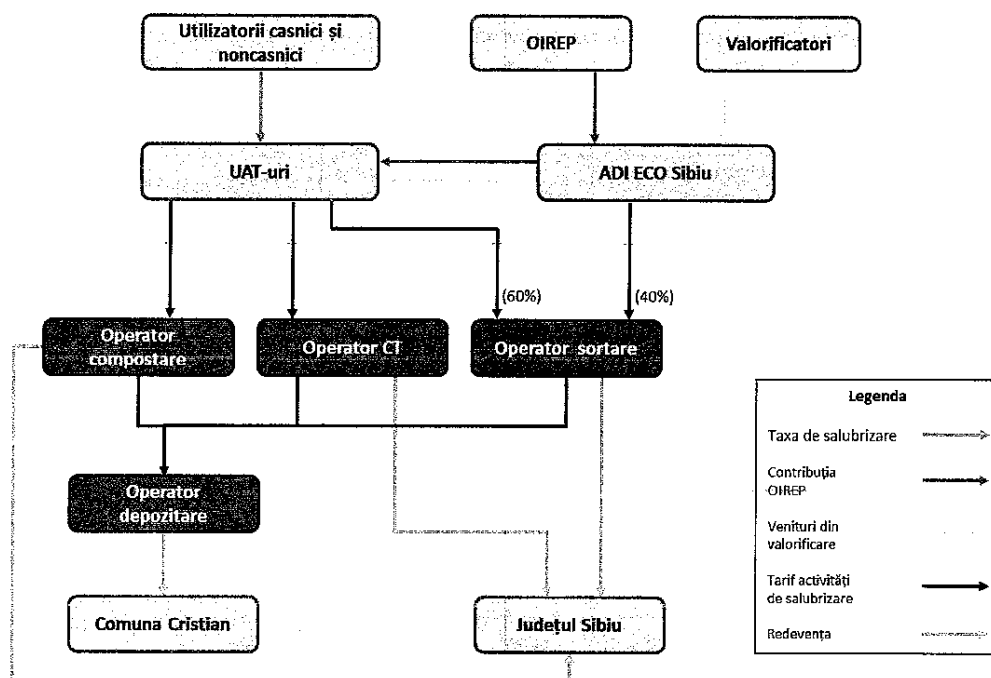 Utilizatorii casnici și
noncasnici
OIREP
Valorificatori
UAT-uri
ADI ECO Sibiu
(60%)
(40%)
Operator
compostare
Operator CT
Operator sortare
Operator
depozitare
Comuna Cristian
Județul Sibiu
Legenda
Taxa de salubrizare
Contribuția
OIREP
Venituri din
valorificare
Tarif activități
de salubrizare
Redevența